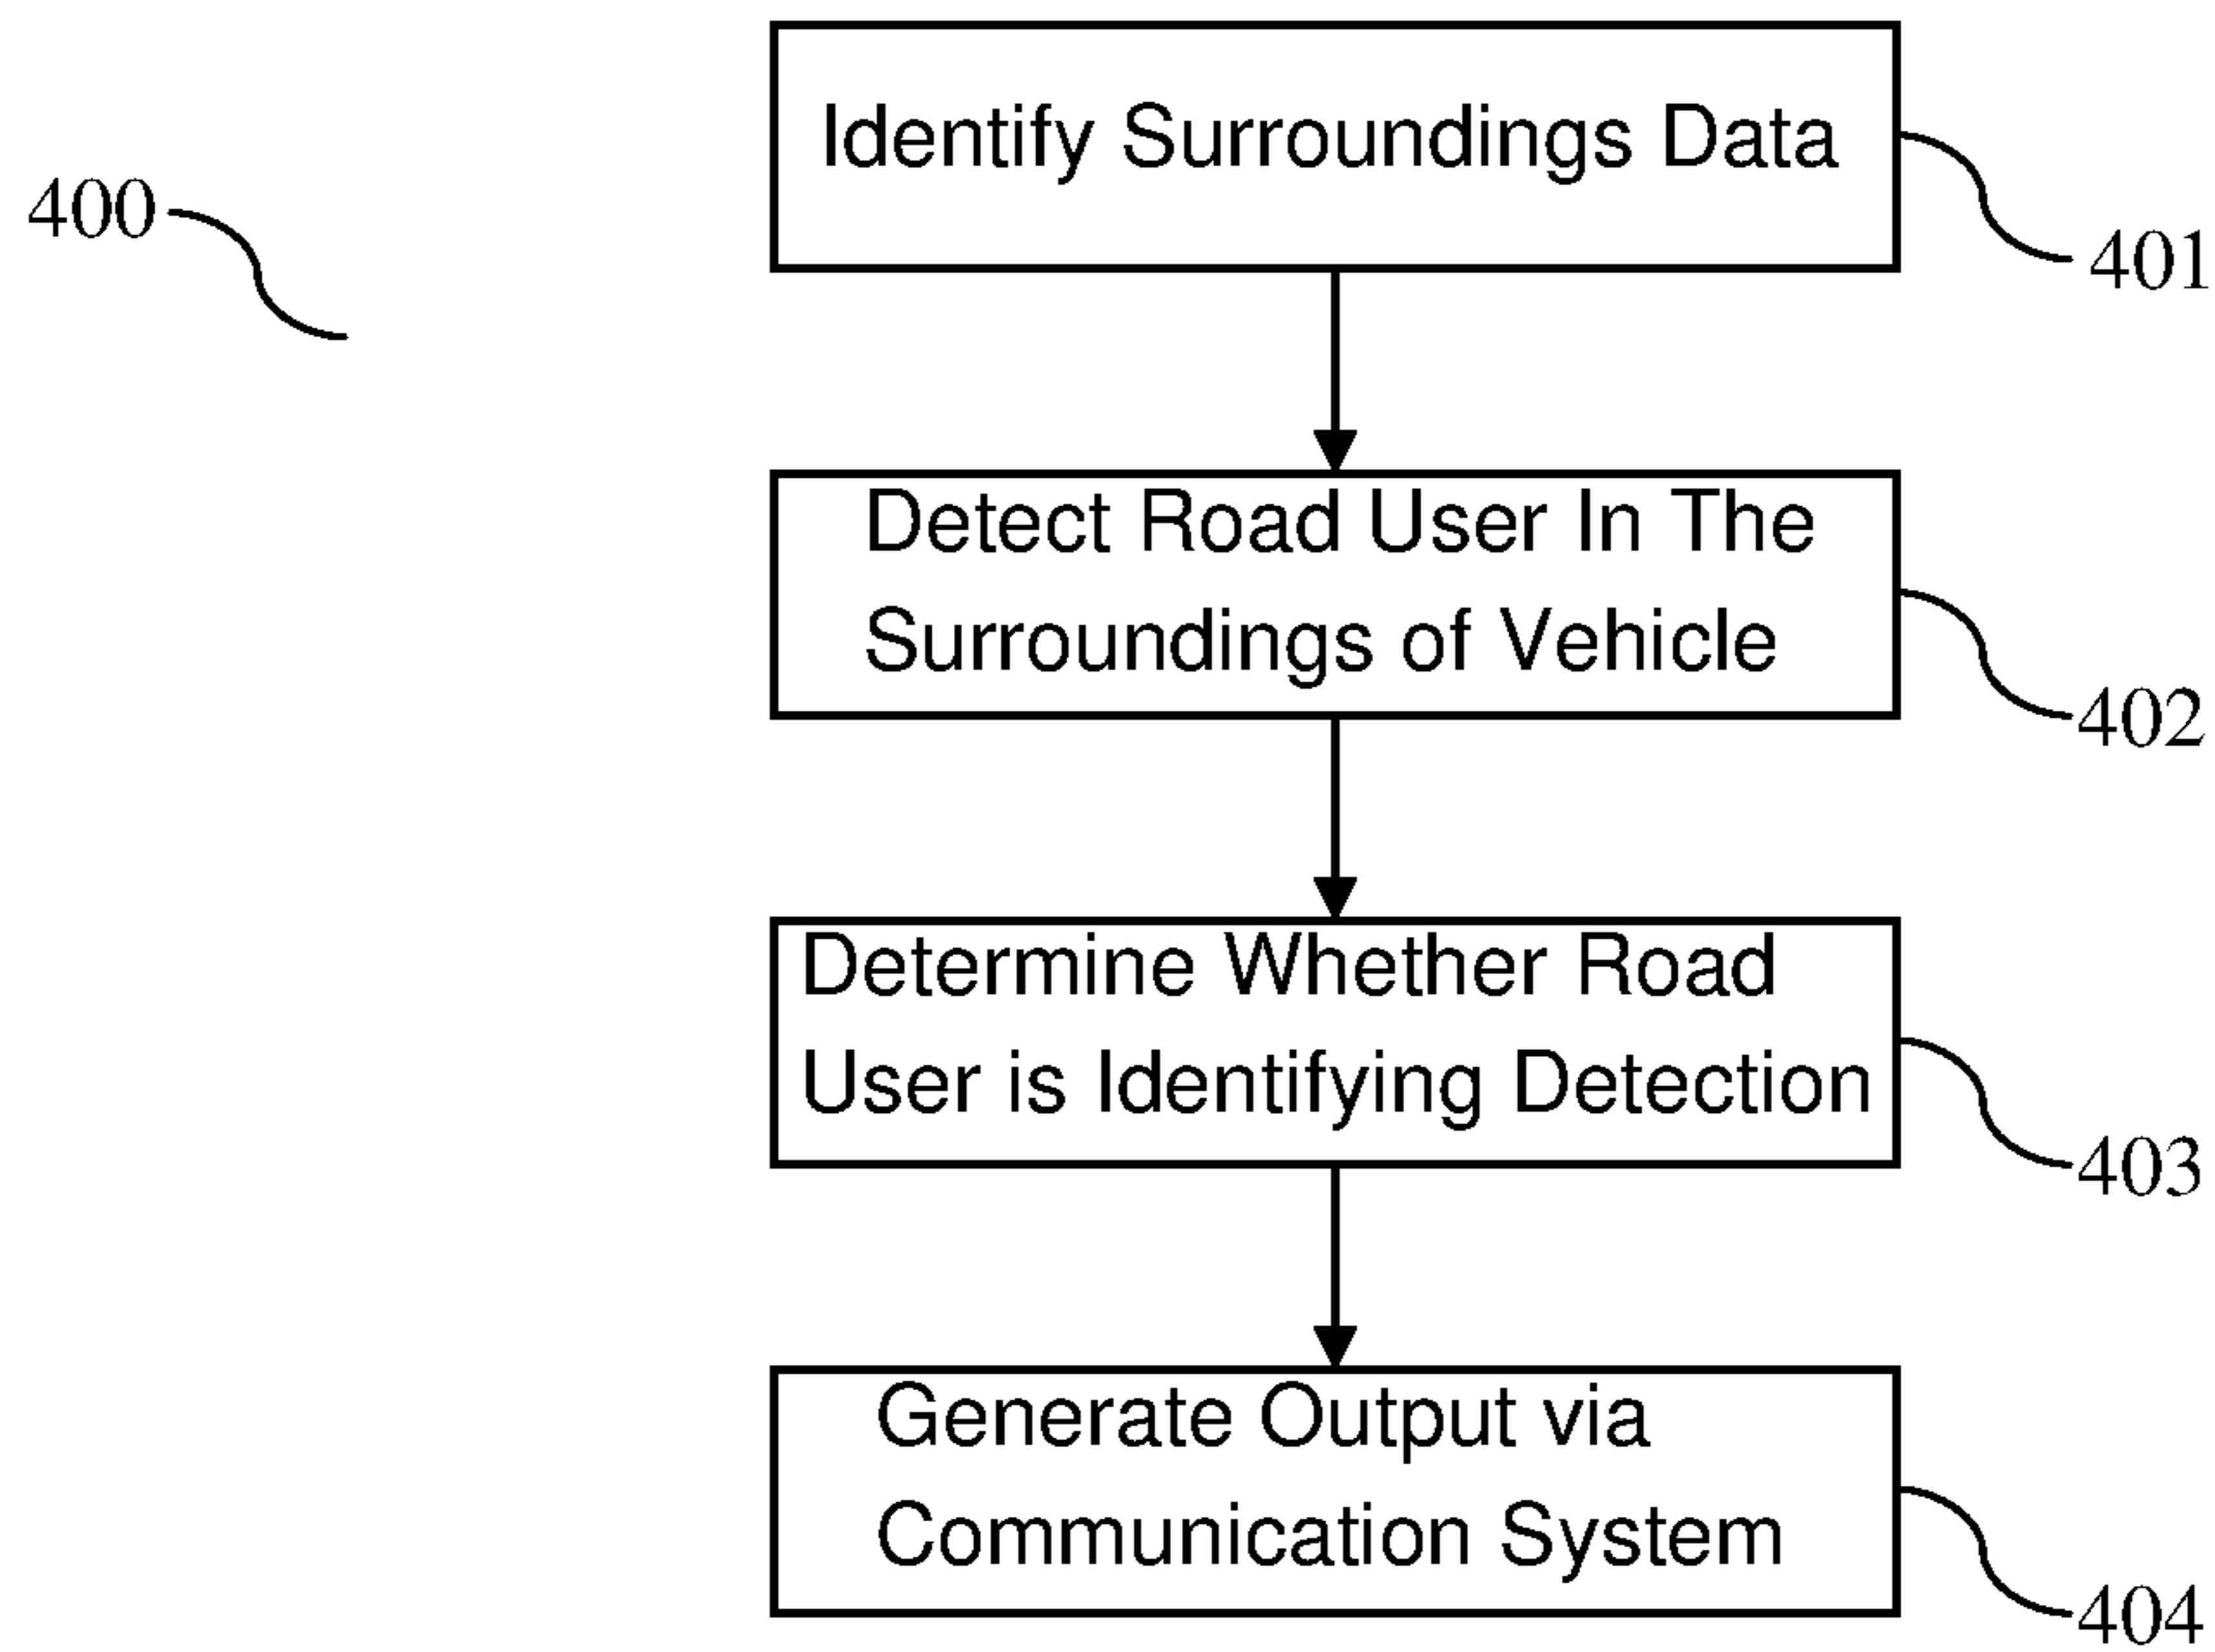 Identify Surroundings Data
400
401
Detect Road User In The
Surroundings of Vehicle
402
Determine Whether Road
User is Identifying Detection
403
Generate Output via
Communication System
404